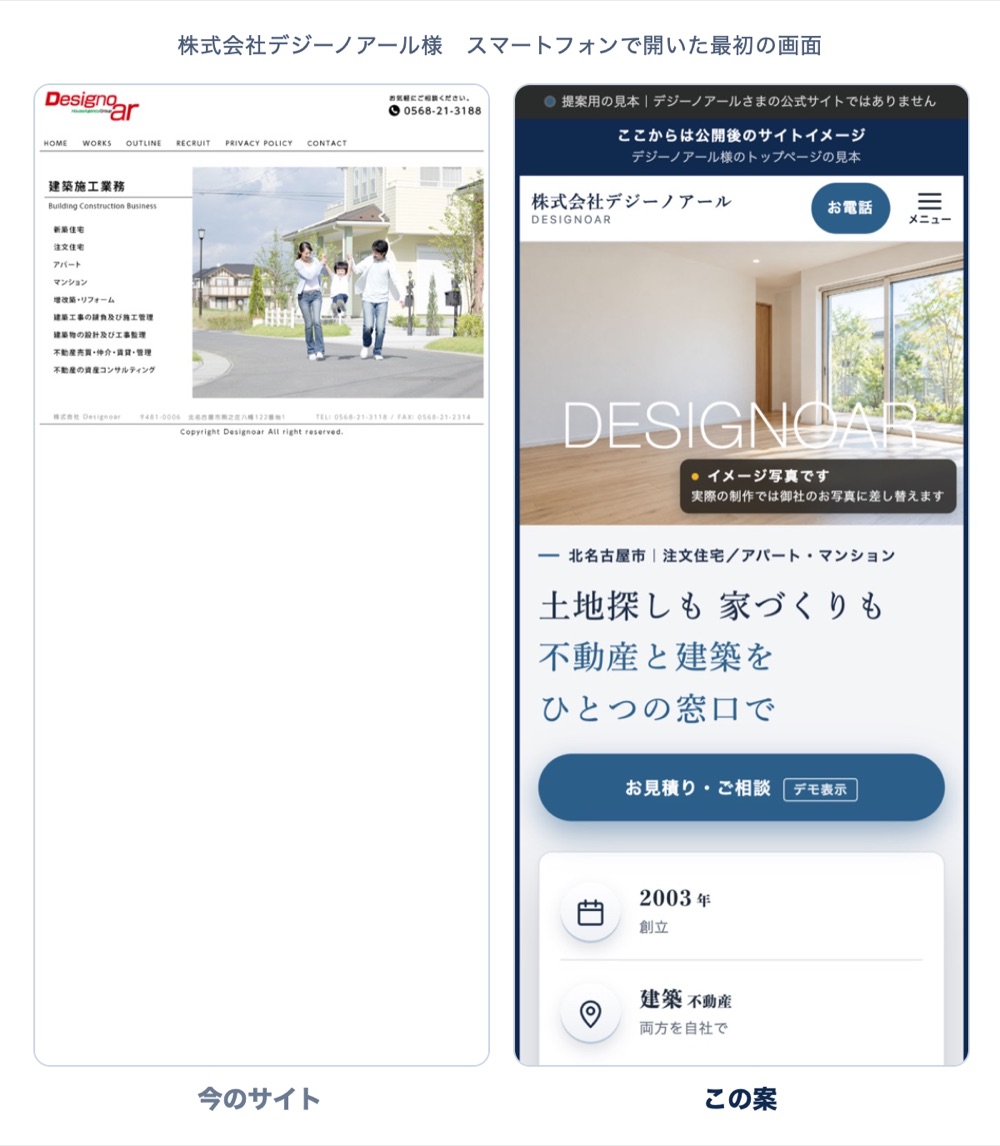 株式会社デジーノアール様　スマートフォンで開いた最初の画面
Designo
ar
お気軽にご相談ください。
0568-21-3188
HOME WORKS OUTLINE RECRUIT PRIVACY POLICY CONTACT
建築施工業務
Building Construction Business
新築住宅
注文住宅
アパート
マンション
増改築・リフォーム
建築工事の請負及び施工管理
建築物の設計及び工事監理
不動産売買・仲介・賃貸・管理
不動産の資産コンサルティング
株式会社 Designoar 〒481-0006 TEL: 0568-21-3118 / FAX: 0568-21-2314
Copyright Designoar All right reserved.
今のサイト
提案用の見本｜デジーノアールさまの公式サイトではありません
ここからは公開後のサイトイメージ
デジーノアール様のトップページの見本
株式会社デジーノアール
DESIGNOAR
お電話
メニュー
DESIGNOAR
イメージ写真です
実際の制作では御社のお写真に差し替えます
北名古屋市｜注文住宅／アパート・マンション
土地探しも 家づくりも
不動産と建築を
ひとつの窓口で
お見積り・ご相談 デモ表示
2003 年
創立
建築 不動産
両方を自社で
この案